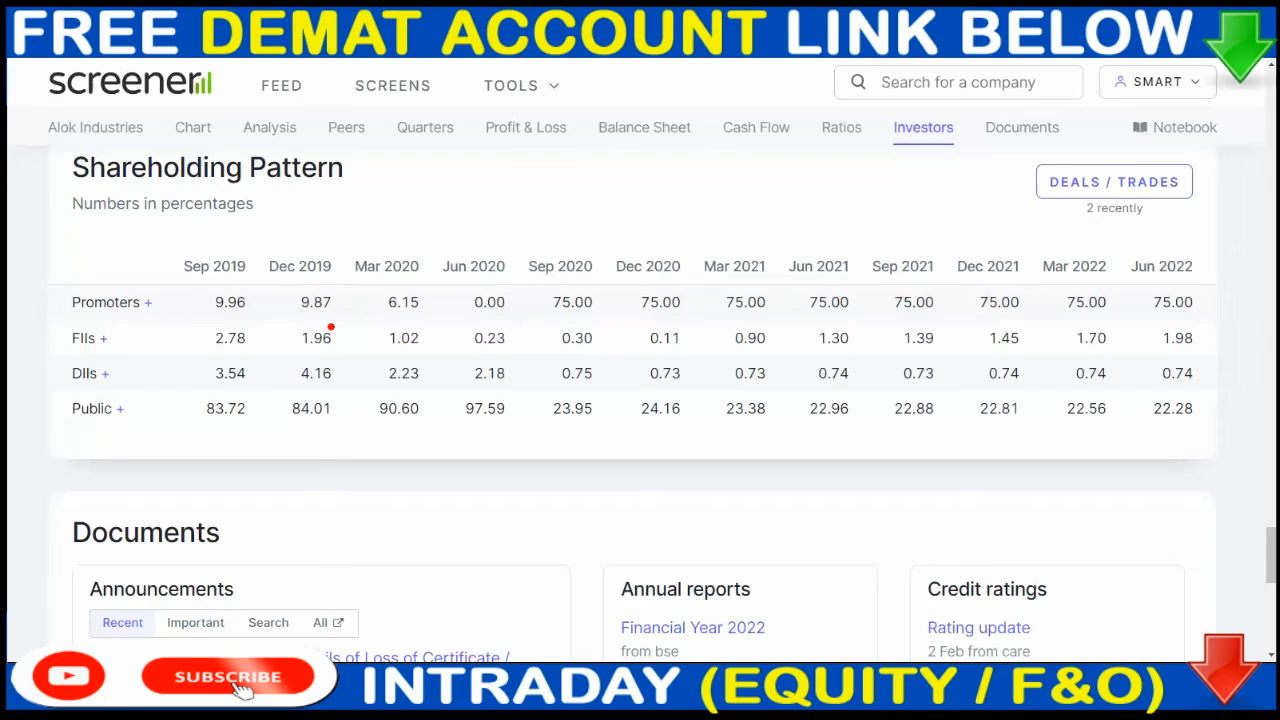 FREE DEMAT ACCOUNT LINK BELOW
screener FEED SCREENS TOOLS Search for a company SMART
Alok Industries Chart Analysis Peers Quarters Profit & Loss Balance Sheet Cash Flow Ratios Investors Documents Notebook
Shareholding Pattern
DEALS / TRADES
Numbers in percentages
2 recently
Sep 2019 Dec 2019 Mar 2020 Jun 2020 Sep 2020 Dec 2020 Mar 2021 Jun 2021 Sep 2021 Dec 2021 Mar 2022 Jun 2022
Promoters + 9.96 9.87 6.15 0.00 75.00 75.00 75.00 75.00 75.00 75.00 75.00 75.00
FIIs + 2.78 1.96 1.02 0.23 0.30 0.11 0.90 1.30 1.39 1.45 1.70 1.98
DIIs + 3.54 4.16 2.23 2.18 0.75 0.73 0.73 0.74 0.73 0.74 0.74 0.74
Public + 83.72 84.01 90.60 97.59 23.95 24.16 23.38 22.96 22.88 22.81 22.56 22.28
Documents
Announcements Annual reports Credit ratings
Recent Important Search All
Financial Year 2022 Rating update
from bse 2 Feb from care
of Loss of Certificate /
SUBSCRIBE
INTRADAY (EQUITY / F&O)